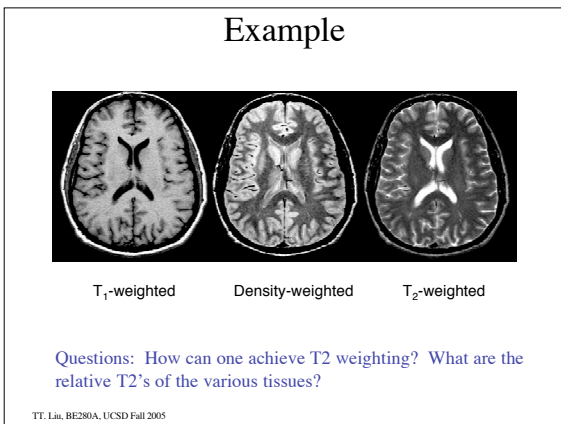 Example
T₁-weighted Density-weighted T₂-weighted
Questions: How can one achieve T2 weighting? What are the
relative T2's of the various tissues?
TT. Liu, BE280A, UCSD Fall 2005